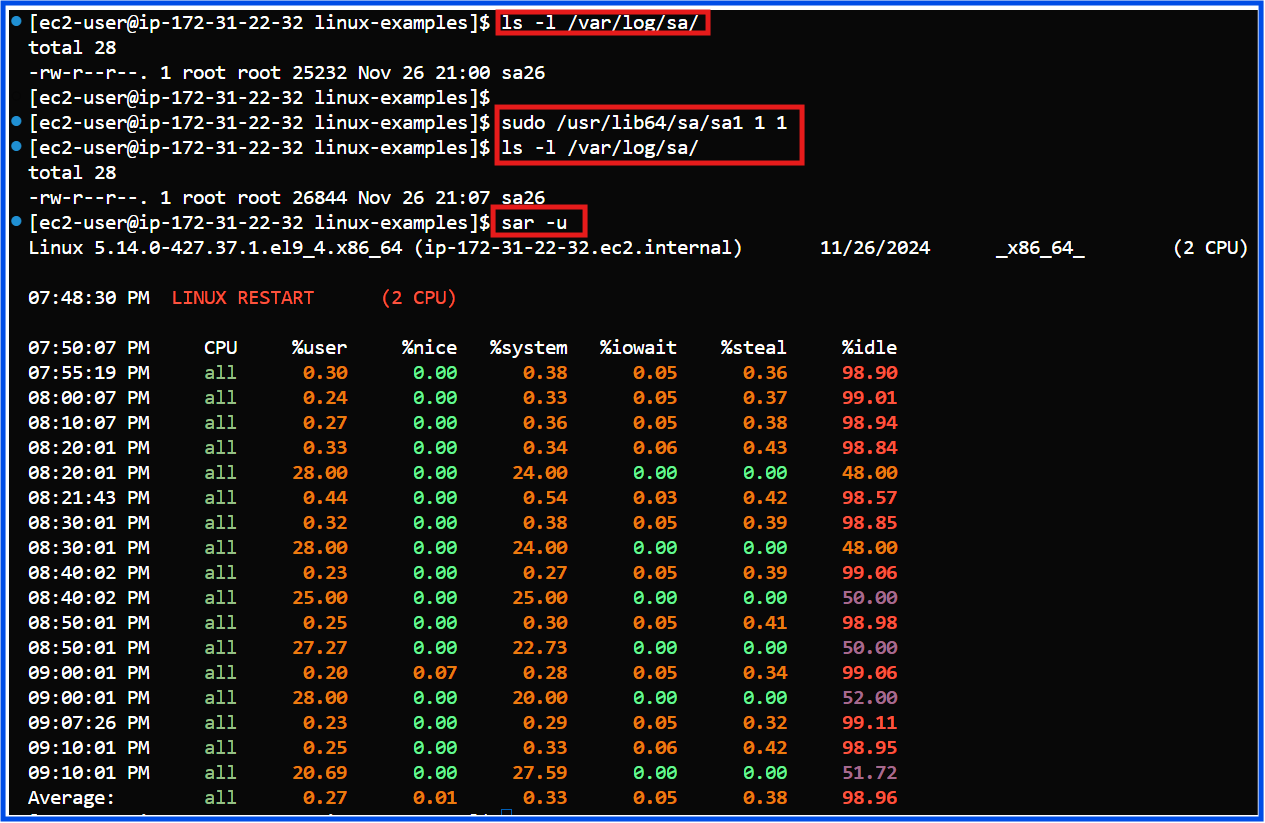 [ec2-user@ip-172-31-22-32 linux-examples]$ ls -l /var/log/sa/
total 28
-rw-r--r--. 1 root root 25232 Nov 26 21:00 sa26
[ec2-user@ip-172-31-22-32 linux-examples]$
[ec2-user@ip-172-31-22-32 linux-examples]$ sudo /usr/lib64/sa/sa1 1 1
[ec2-user@ip-172-31-22-32 linux-examples]$ ls -l /var/log/sa/
total 28
-rw-r--r--. 1 root root 26844 Nov 26 21:07 sa26
[ec2-user@ip-172-31-22-32 linux-examples]$ sar -u
Linux 5.14.0-427.37.1.el9_4.x86_64 (ip-172-31-22-32.ec2.internal) 11/26/2024 _x86_64_ (2 CPU)
07:48:30 PM LINUX RESTART (2 CPU)
07:50:07 PM CPU %user %nice %system %iowait %steal %idle
07:55:19 PM all 0.30 0.00 0.38 0.05 0.36 98.90
08:00:07 PM all 0.24 0.00 0.33 0.05 0.37 99.01
08:10:07 PM all 0.27 0.00 0.36 0.05 0.38 98.94
08:20:01 PM all 0.33 0.00 0.34 0.06 0.43 98.84
08:20:01 PM all 28.00 0.00 24.00 0.00 0.00 48.00
08:21:43 PM all 0.44 0.00 0.54 0.03 0.42 98.57
08:30:01 PM all 0.32 0.00 0.38 0.05 0.39 98.85
08:30:01 PM all 28.00 0.00 24.00 0.00 0.00 48.00
08:40:02 PM all 0.23 0.00 0.27 0.05 0.39 99.06
08:40:02 PM all 25.00 0.00 25.00 0.00 0.00 50.00
08:50:01 PM all 0.25 0.00 0.30 0.05 0.41 98.98
08:50:01 PM all 27.27 0.00 22.73 0.00 0.00 50.00
09:00:01 PM all 0.20 0.07 0.28 0.05 0.34 99.06
09:00:01 PM all 28.00 0.00 20.00 0.00 0.00 52.00
09:07:26 PM all 0.23 0.00 0.29 0.05 0.32 99.11
09:10:01 PM all 0.25 0.00 0.33 0.06 0.42 98.95
09:10:01 PM all 20.69 0.00 27.59 0.00 0.00 51.72
Average: all 0.27 0.01 0.33 0.05 0.38 98.96